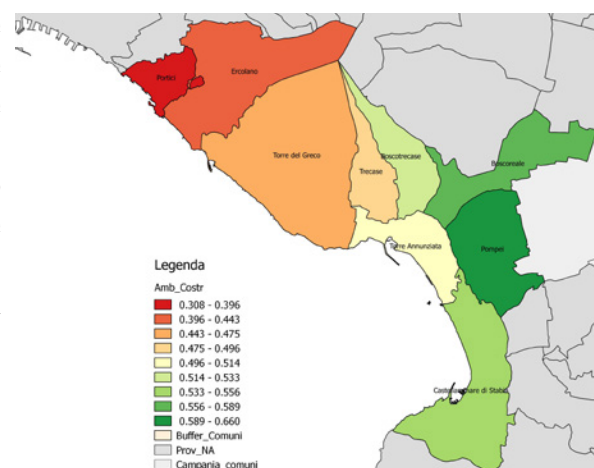 Portici
Ercolano
Torre del Greco
Boscotrecase
Trecase
Boscoreale
Torre Annunziata
Pompei
Castellammare di Stabia
Legenda
Amb_Costr
0.308 - 0.396
0.396 - 0.443
0.443 - 0.475
0.475 - 0.496
0.496 - 0.514
0.514 - 0.533
0.533 - 0.556
0.556 - 0.589
0.589 - 0.660
Buffer_Comuni
Prov_NA
Campania_comuni